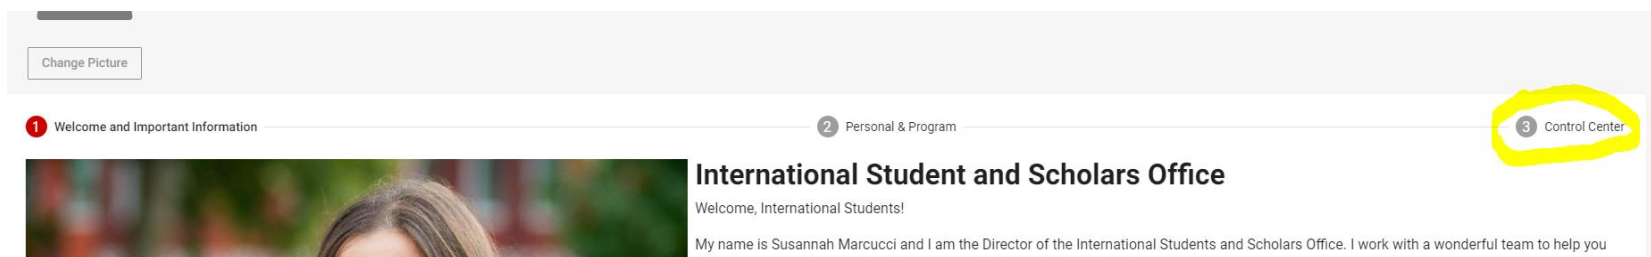 Change Picture
1 Welcome and Important Information
2 Personal & Program
3 Control Center
International Student and Scholars Office
Welcome, International Students!
My name is Susannah Marcucci and I am the Director of the International Students and Scholars Office. I work with a wonderful team to help you